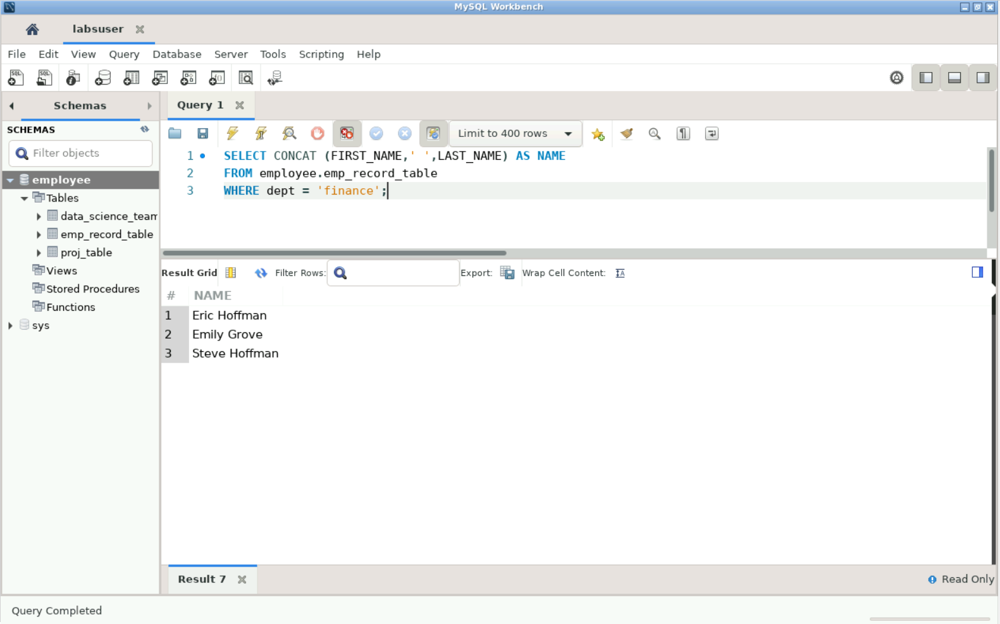 MySQL Workbench
labsuser
File Edit View Query Database Server Tools Scripting Help
Schemas
Query 1
SCHEMAS
Limit to 400 rows
Filter objects
1 SELECT CONCAT (FIRST_NAME,' ',LAST_NAME) AS NAME
2 FROM employee.emp_record_table
3 WHERE dept = 'finance';
employee
Tables
data_science_team
emp_record_table
proj_table
Views
Stored Procedures
Functions
sys
Result Grid Filter Rows: Export: Wrap Cell Content:
# NAME
1 Eric Hoffman
2 Emily Grove
3 Steve Hoffman
Result 7
Read Only
Query Completed